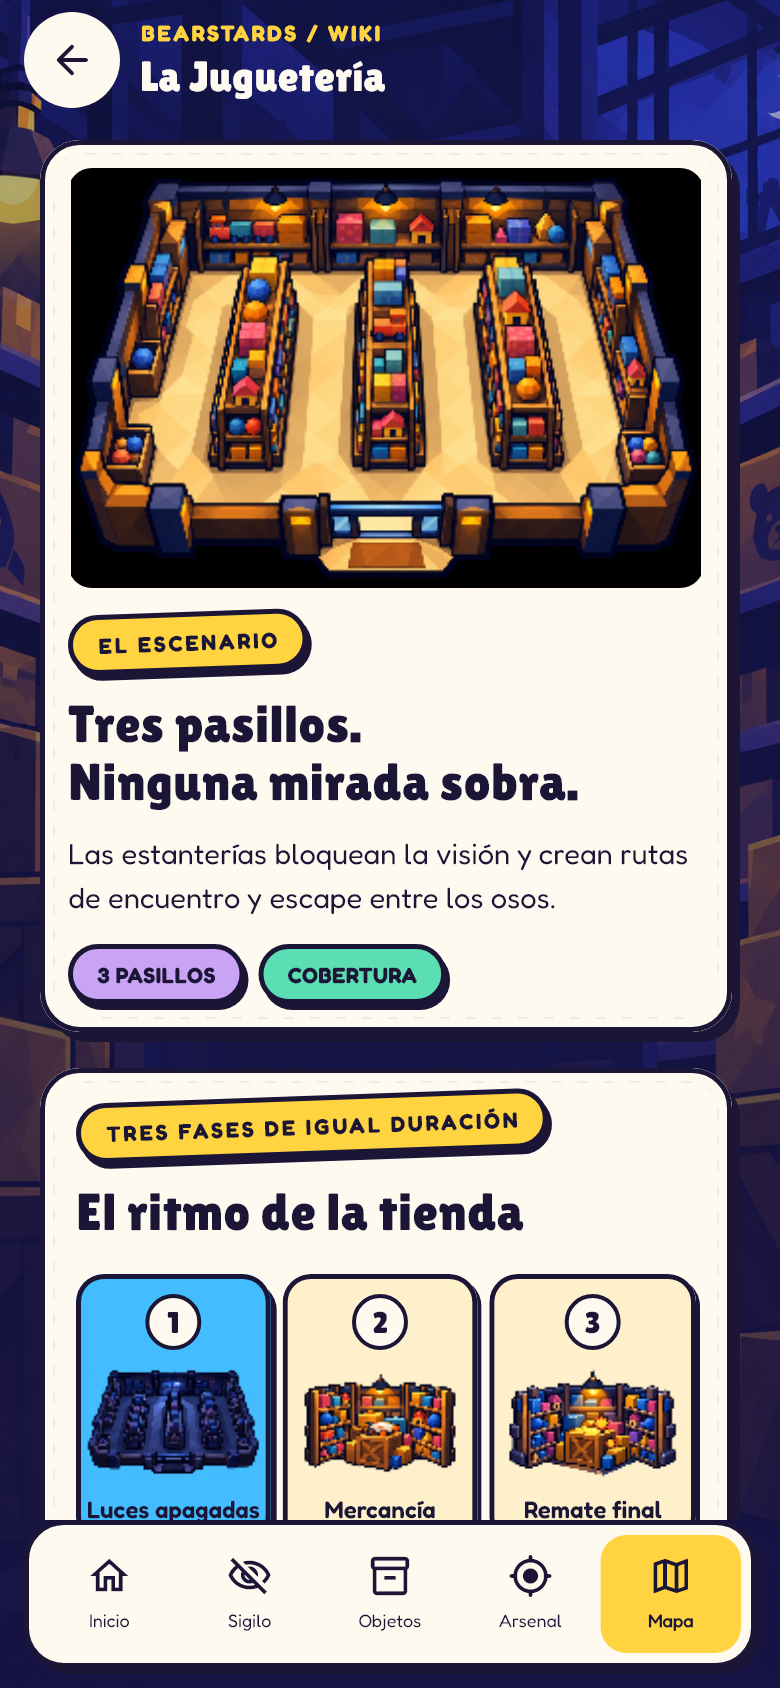 BEARSTARDS / WIKI
La Juguetería
EL ESCENARIO
Tres pasillos.
Ninguna mirada sobra.
Las estanterías bloquean la visión y crean rutas
de encuentro y escape entre los osos.
3 PASILLOS
COBERTURA
TRES FASES DE IGUAL DURACIÓN
El ritmo de la tienda
1
2
3
Luces apagadas
Mercancía
Remate final
Inicio
Sigilo
Objetos
Arsenal
Mapa